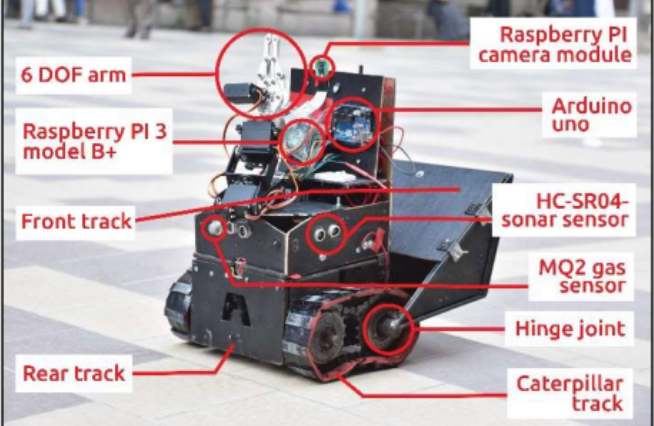 Raspberry PI
camera module
6 DOF arm
Arduino
uno
Raspberry PI 3
model B+
HC-SR04-
sonar sensor
Front track
MQ2 gas
sensor
Hinge joint
Rear track
Caterpillar
track